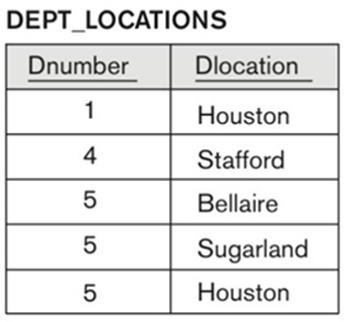 DEPT_LOCATIONS
Dnumber Dlocation
1 Houston
4 Stafford
5 Bellaire
5 Sugarland
5 Houston